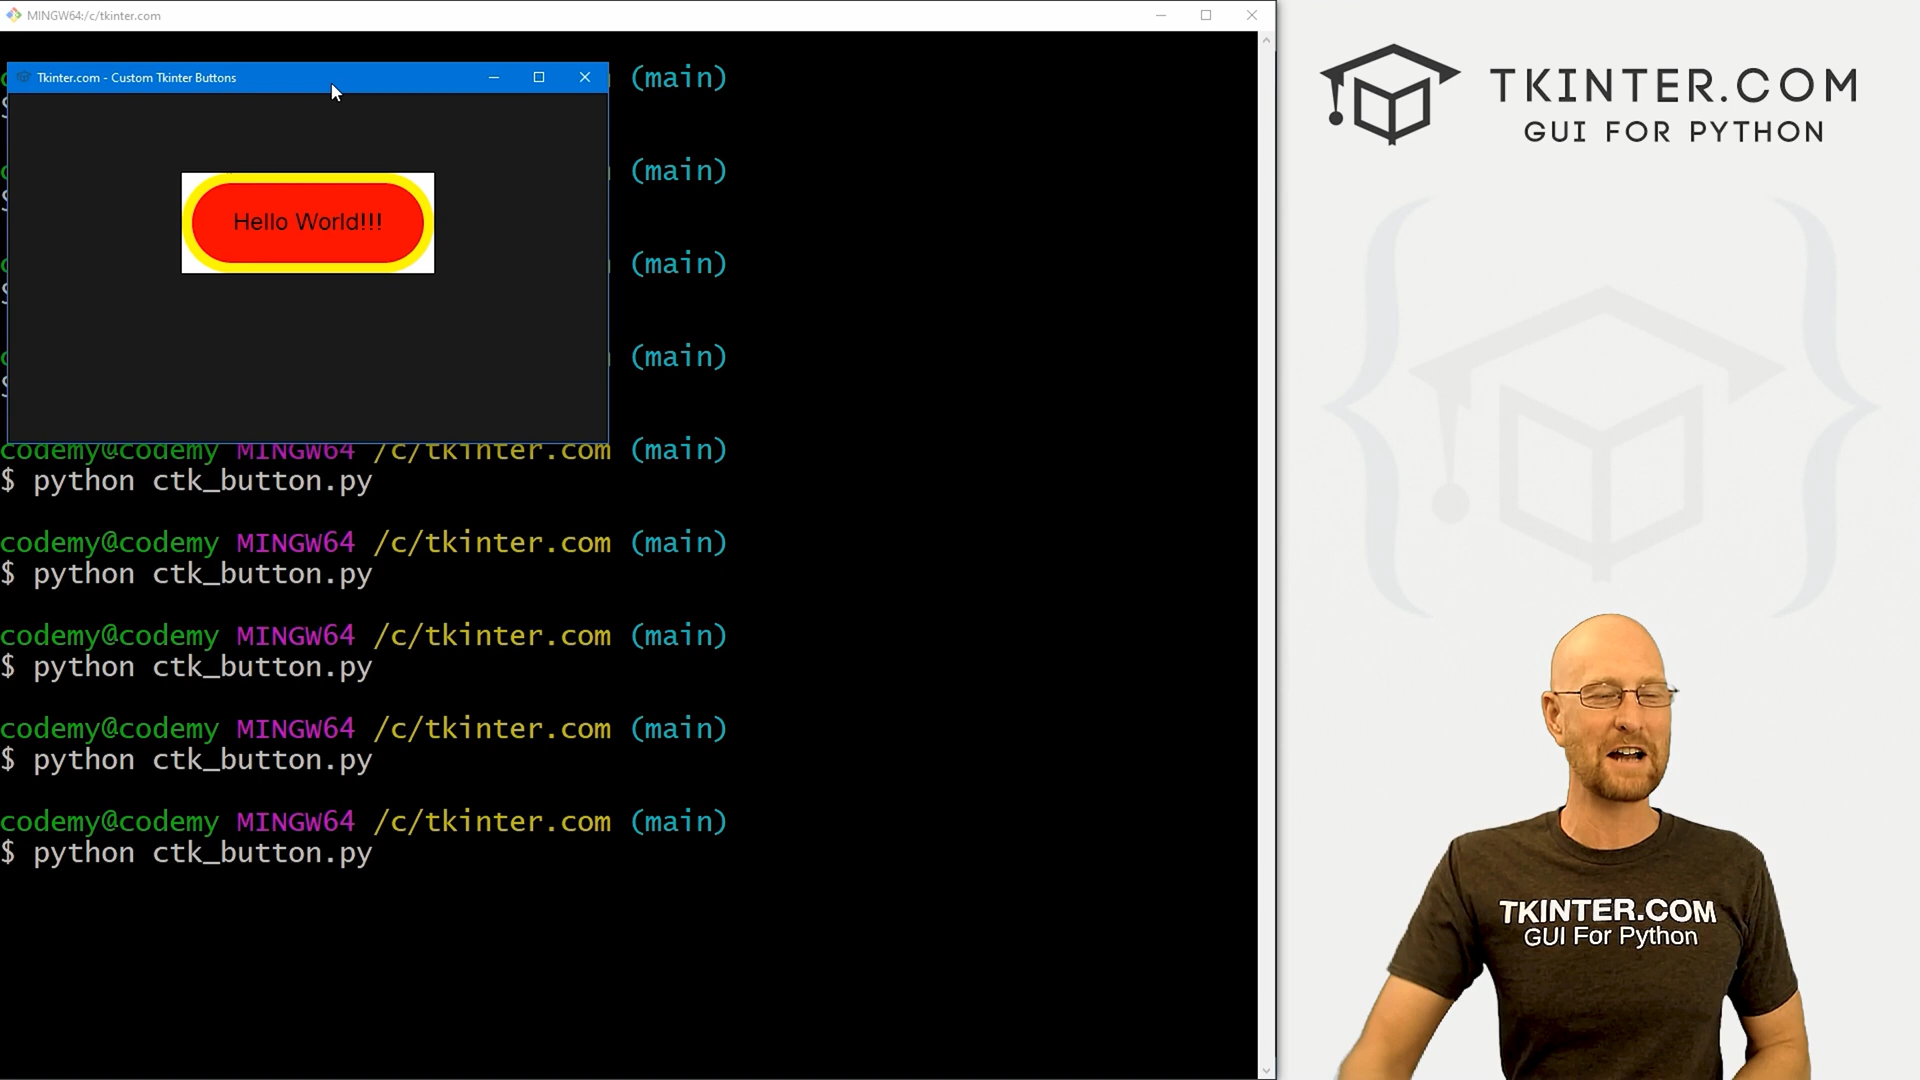 MINGW64:/c/tkinter.com
(main)
Tkinter.com - Custom Tkinter Buttons
(main)
Hello World!!!
(main)
(main)
codemy@codemy MINGW64 /c/tkinter.com (main)
$ python ctk_button.py
codemy@codemy MINGW64 /c/tkinter.com (main)
$ python ctk_button.py
codemy@codemy MINGW64 /c/tkinter.com (main)
$ python ctk_button.py
codemy@codemy MINGW64 /c/tkinter.com (main)
$ python ctk_button.py
codemy@codemy MINGW64 /c/tkinter.com (main)
$ python ctk_button.py
TKINTER.COM
GUI FOR PYTHON
TKINTER.COM
GUI For Python